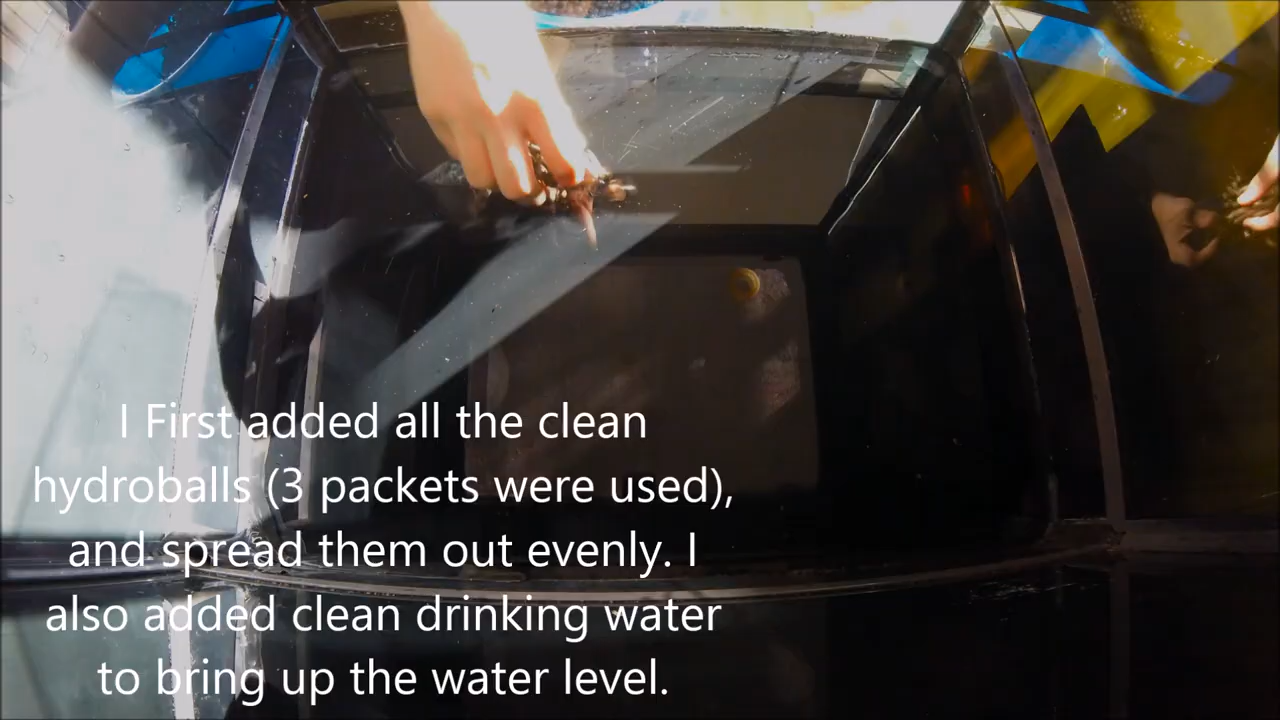 I First added all the clean
hydroballs (3 packets were used),
and spread them out evenly. I
also added clean drinking water
to bring up the water level.